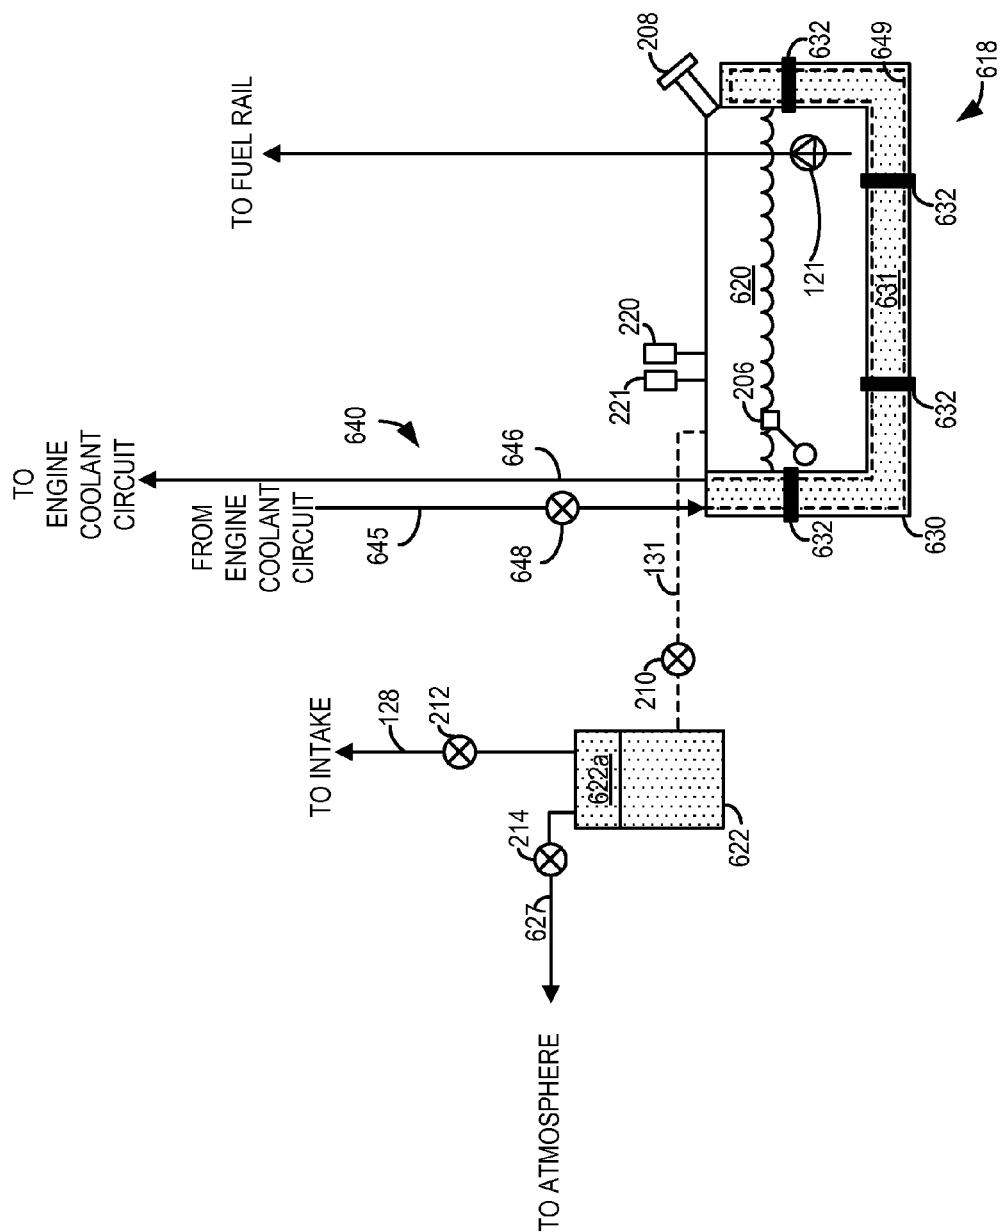 TO
ENGINE
COOLANT
CIRCUIT
FROM
ENGINE
COOLANT
CIRCUIT
TO FUEL RAIL
TO INTAKE
TO ATMOSPHERE
640
646
645
648
221
220
208
632
649
618
620
121
206
631
632
632
632
630
131
210
128
212
214
627
622a
622